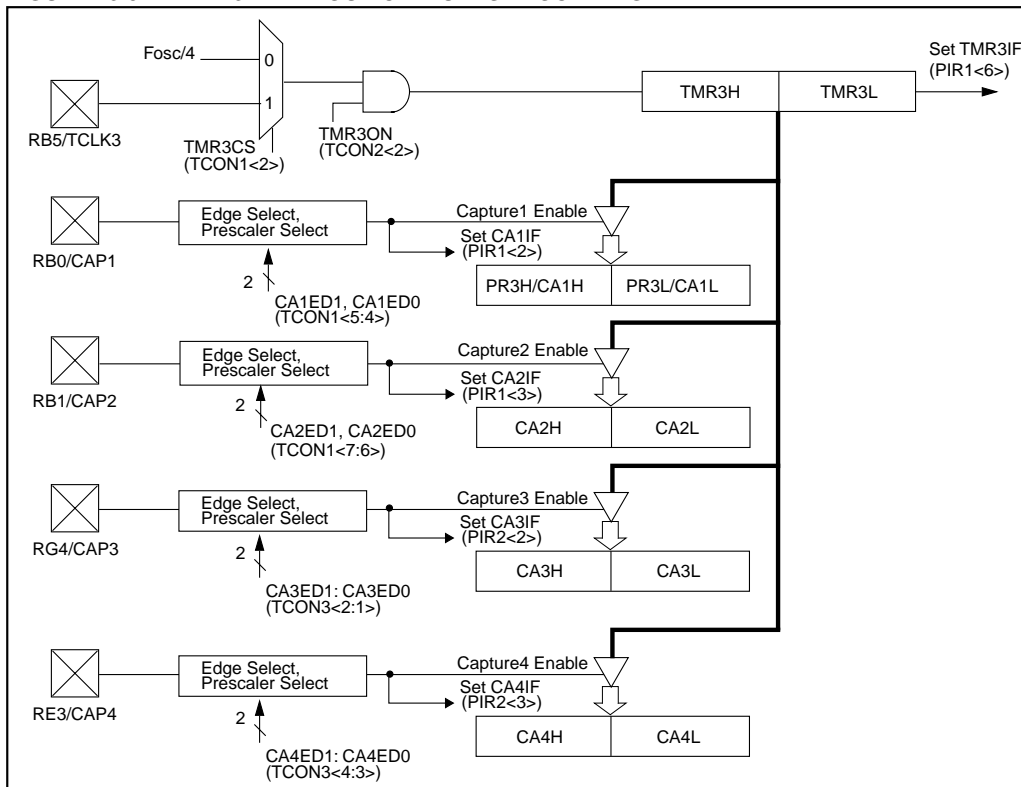 Fosc/4
0
1
RB5/TCLK3
TMR3CS
(TCON1<2>)
TMR3ON
(TCON2<2>)
TMR3H
TMR3L
Set TMR3IF
(PIR1<6>)
RB0/CAP1
Edge Select,
Prescaler Select
2
CA1ED1, CA1ED0
(TCON1<5:4>)
Capture1 Enable
Set CA1IF
(PIR1<2>)
PR3H/CA1H
PR3L/CA1L
RB1/CAP2
Edge Select,
Prescaler Select
2
CA2ED1, CA2ED0
(TCON1<7:6>)
Capture2 Enable
Set CA2IF
(PIR1<3>)
CA2H
CA2L
RG4/CAP3
Edge Select,
Prescaler Select
2
CA3ED1: CA3ED0
(TCON3<2:1>)
Capture3 Enable
Set CA3IF
(PIR2<2>)
CA3H
CA3L
RE3/CAP4
Edge Select,
Prescaler Select
2
CA4ED1: CA4ED0
(TCON3<4:3>)
Capture4 Enable
Set CA4IF
(PIR2<3>)
CA4H
CA4L